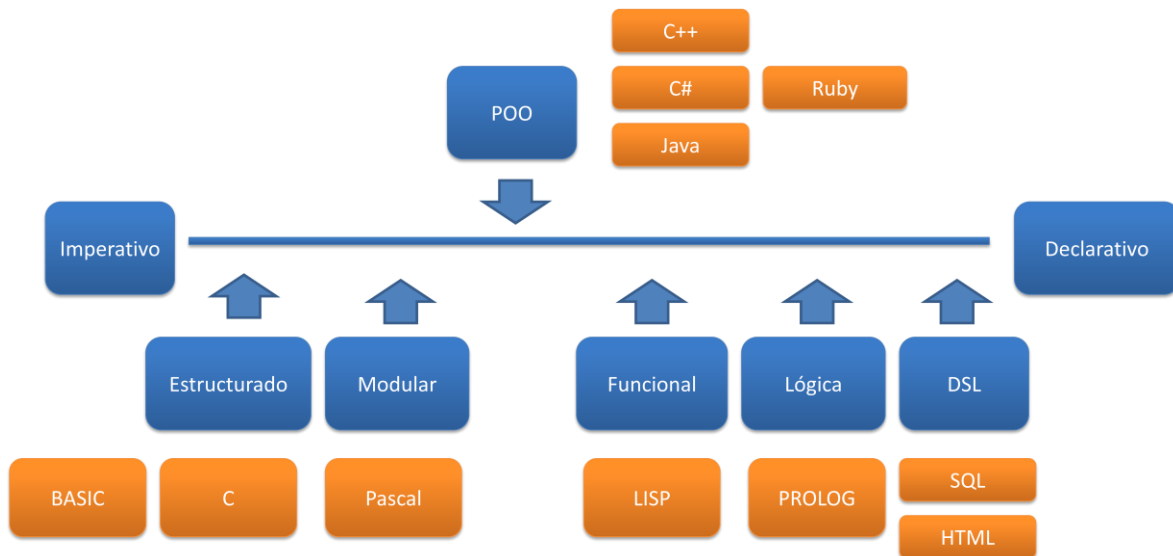 C++
C#
Ruby
Java
POO
Imperativo
Declarativo
Estructurado
Modular
Funcional
Lógica
DSL
BASIC
C
Pascal
LISP
PROLOG
SQL
HTML